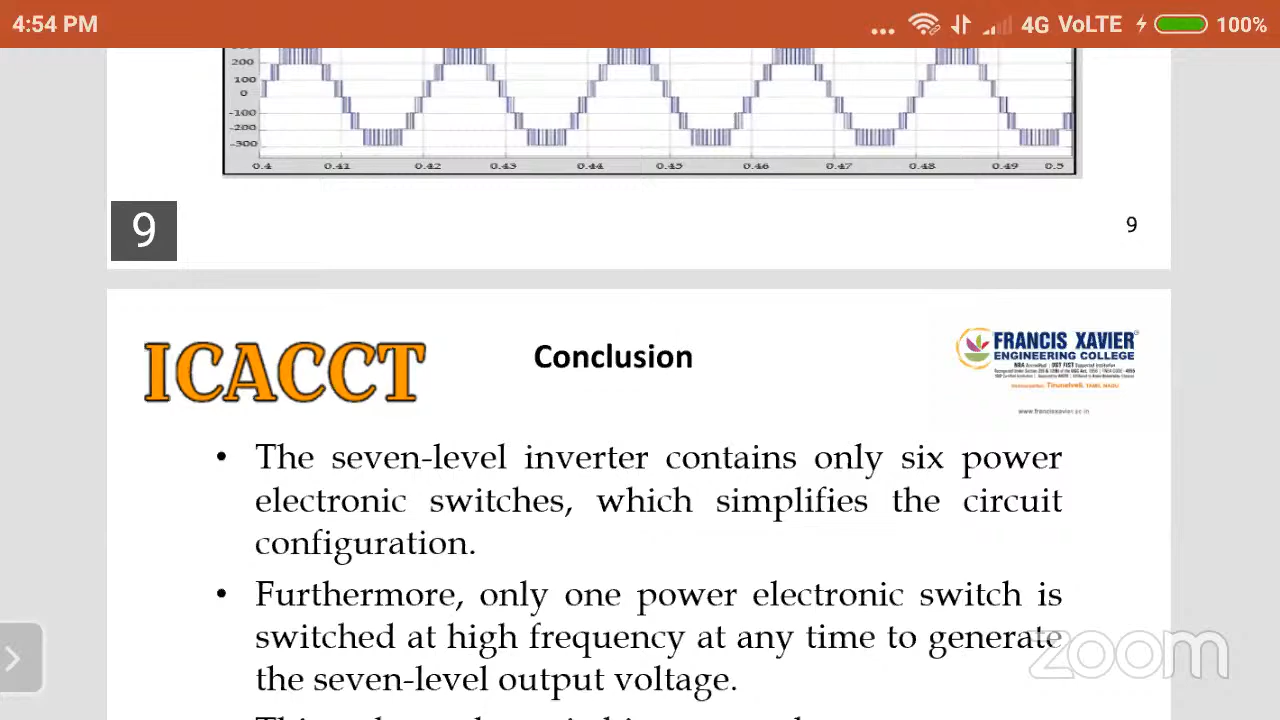 4:54 PM
... 4G VoLTE 100%
200
100
0
-100
-200
-300
0.4 0.41 0.42 0.43 0.44 0.45 0.46 0.47 0.48 0.49 0.5
9
9
ICACCT
Conclusion
FRANCIS XAVIER
ENGINEERING COLLEGE
www.francisxavier.ac.in
• The seven-level inverter contains only six power
electronic switches, which simplifies the circuit
configuration.
• Furthermore, only one power electronic switch is
switched at high frequency at any time to generate
the seven-level output voltage.
zoom